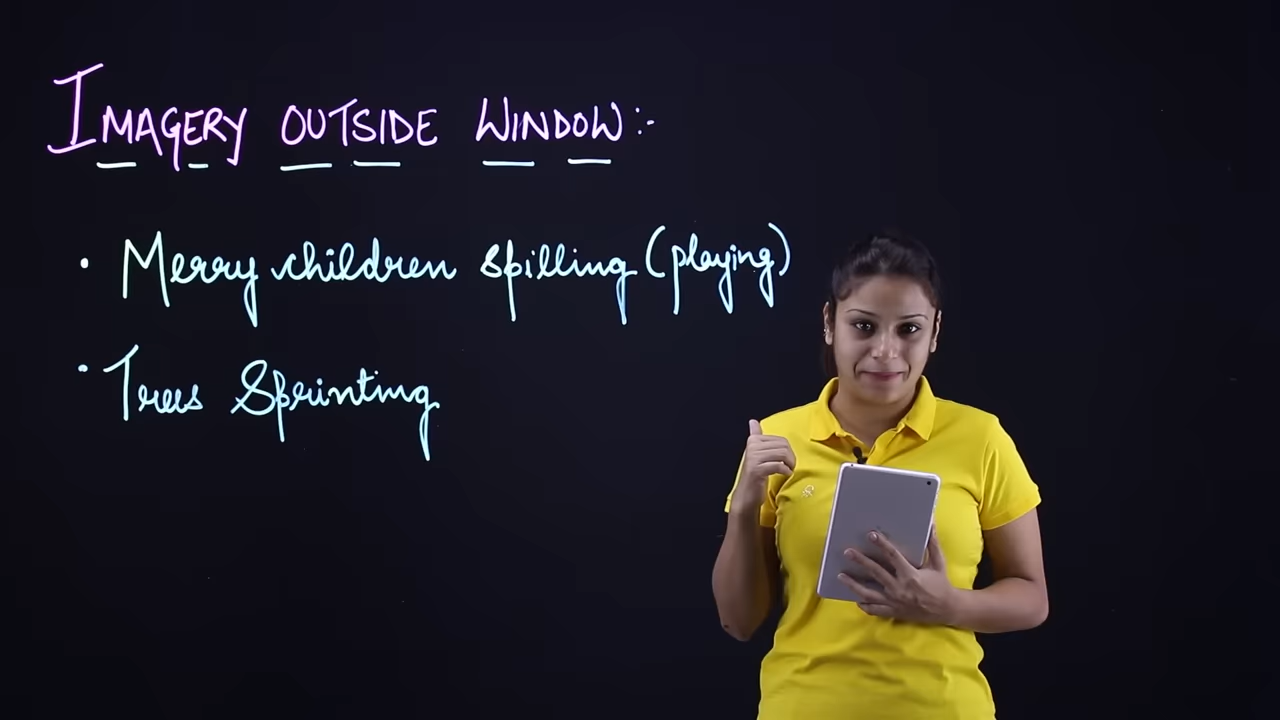 IMAGERY OUTSIDE WINDOW :-
• Merry children spilling (playing)
• Trees Sprinting